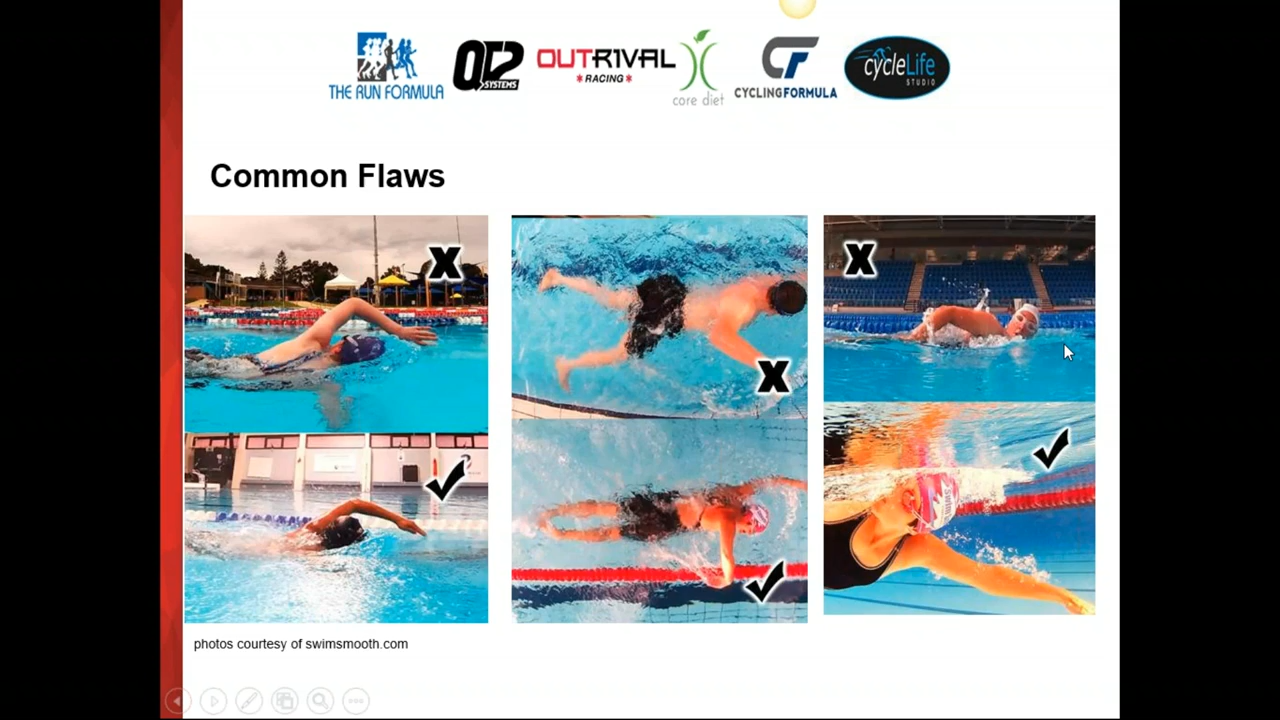 THE RUN FORMULA
QT2
SYSTEMS
OUTRIVAL
RACING
core diet
CYCLINGFORMULA
cycleLife
STUDIO
Common Flaws
photos courtesy of swimsmooth.com